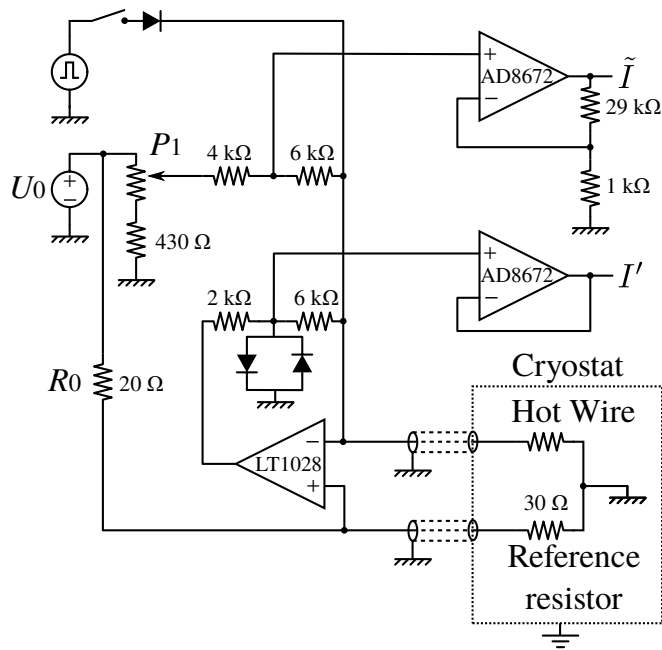 +
AD8672
−
Ĩ
29 kΩ
1 kΩ
P1
4 kΩ
6 kΩ
U0
+
−
430 Ω
+
AD8672
−
I′
2 kΩ
6 kΩ
R0
20 Ω
−
LT1028
+
Cryostat
Hot Wire
30 Ω
Reference
resistor